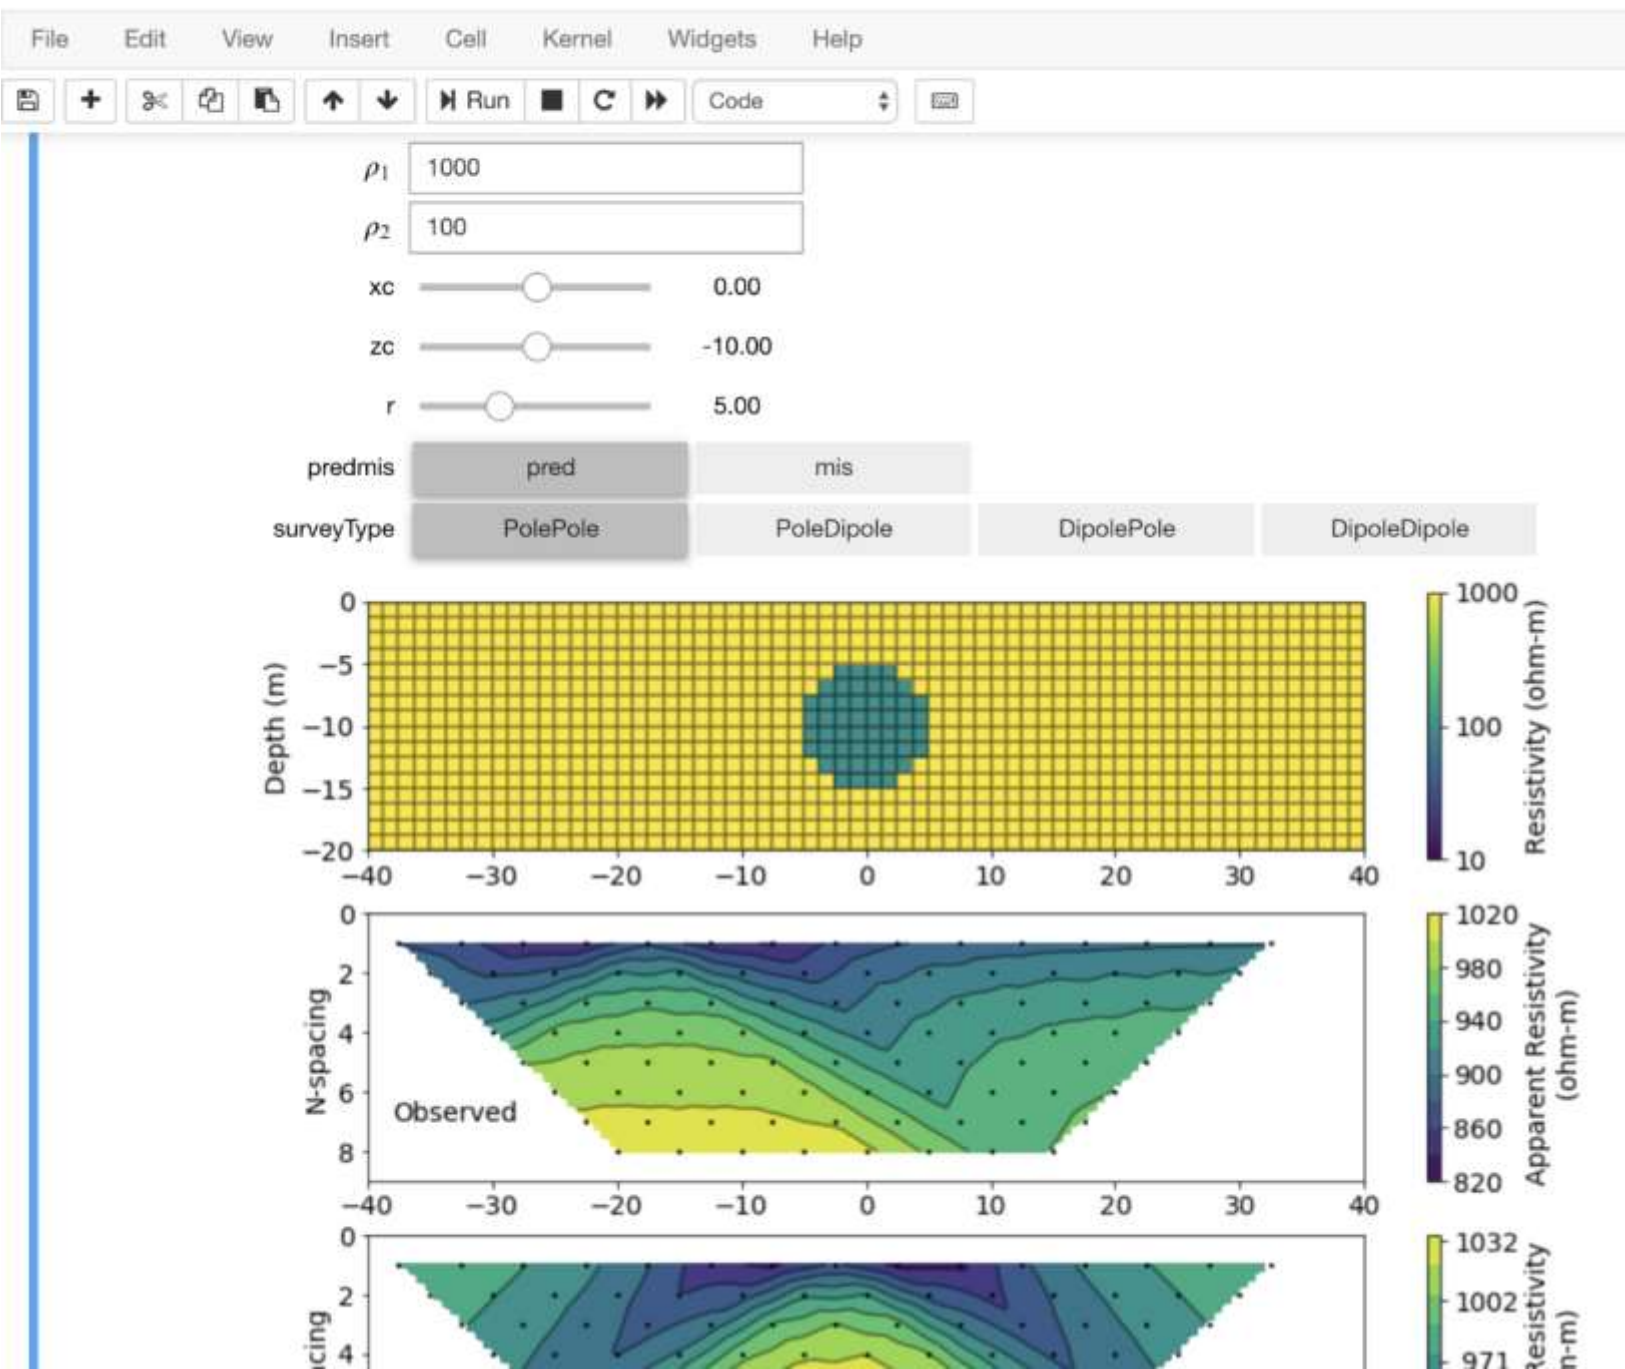 File Edit View Insert Cell Kernel Widgets Help
Run Code
ρ1 1000
ρ2 100
xc 0.00
zc -10.00
r 5.00
predmis pred mis
surveyType PolePole PoleDipole DipolePole DipoleDipole
0
−5
−10
−15
−20
Depth (m)
−40 −30 −20 −10 0 10 20 30 40
1000
100
10
Resistivity (ohm-m)
0
2
4
6
8
N-spacing
Observed
−40 −30 −20 −10 0 10 20 30 40
1020
980
940
900
860
820
Apparent Resistivity
(ohm-m)
0
2
4
1032
1002
971
Resistivity